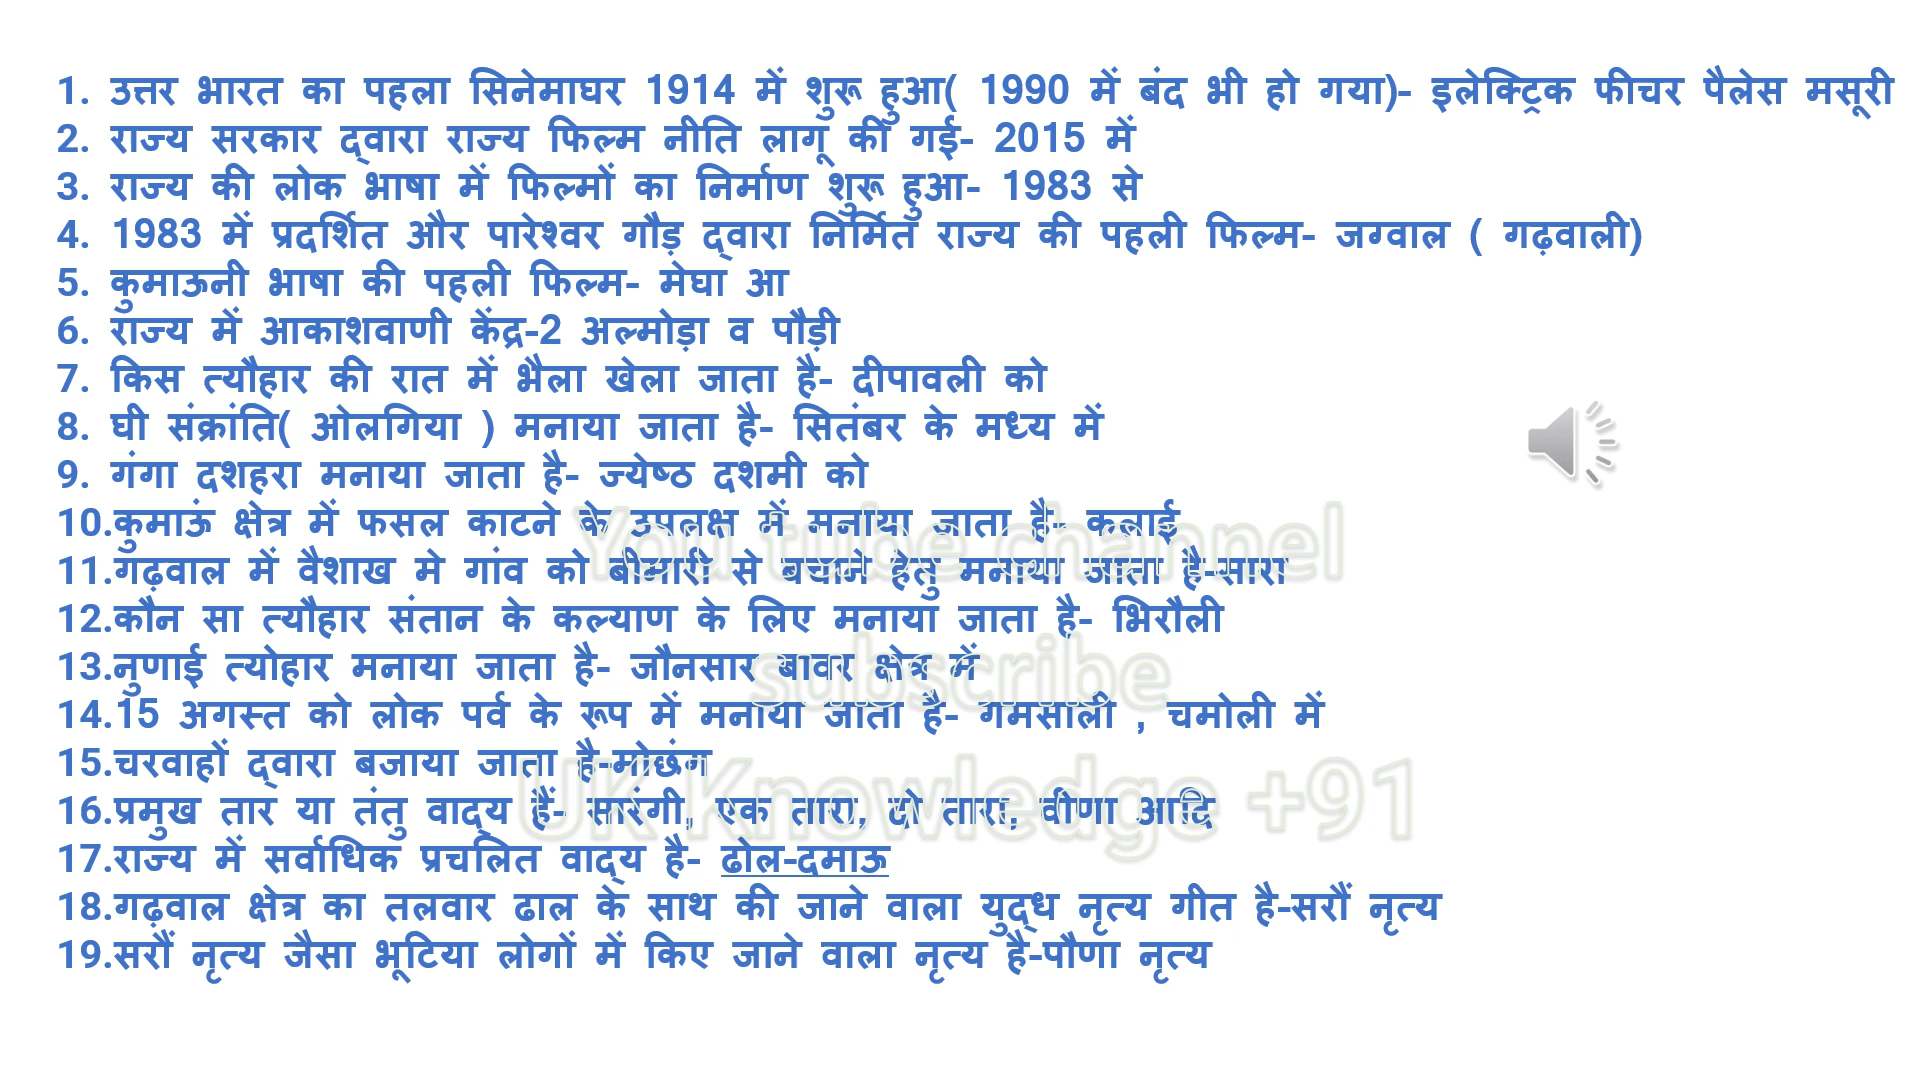 1. उत्तर भारत का पहला सिनेमाघर 1914 में शुरू हुआ( 1990 में बंद भी हो गया)- इलेक्ट्रिक फीचर पैलेस मसूरी
2. राज्य सरकार द्वारा राज्य फिल्म नीति लागू की गई- 2015 में
3. राज्य की लोक भाषा में फिल्मों का निर्माण शुरू हुआ- 1983 से
4. 1983 में प्रदर्शित और पारेश्वर गौड़ द्वारा निर्मित राज्य की पहली फिल्म- जग्वाल ( गढ़वाली)
5. कुमाऊनी भाषा की पहली फिल्म- मेघा आ
6. राज्य में आकाशवाणी केंद्र-2 अल्मोड़ा व पौड़ी
7. किस त्यौहार की रात में भैला खेला जाता है- दीपावली को
8. घी संक्रांति( ओलगिया ) मनाया जाता है- सितंबर के मध्य में
9. गंगा दशहरा मनाया जाता है- ज्येष्ठ दशमी को
10.कुमाऊं क्षेत्र में फसल काटने के उपलक्ष में मनाया जाता है- कलाई
11.गढ़वाल में वैशाख मे गांव को बीमारी से बचाने हेतु मनाया जाता है-सारा
12.कौन सा त्यौहार संतान के कल्याण के लिए मनाया जाता है- भिरौली
13.नुणाई त्योहार मनाया जाता है- जौनसार बावर क्षेत्र में
14.15 अगस्त को लोक पर्व के रूप में मनाया जाता है- गमसाली , चमोली में
15.चरवाहों द्वारा बजाया जाता है-मोछंग
16.प्रमुख तार या तंतु वाद्य हैं- सारंगी, एक तारा, दो तारा, वीणा आदि
17.राज्य में सर्वाधिक प्रचलित वाद्य है- ढोल-दमाऊ
18.गढ़वाल क्षेत्र का तलवार ढाल के साथ की जाने वाला युद्ध नृत्य गीत है-सरौं नृत्य
19.सरौं नृत्य जैसा भूटिया लोगों में किए जाने वाला नृत्य है-पौणा नृत्य
You tube channel
subscribe
UK Knowledge +91